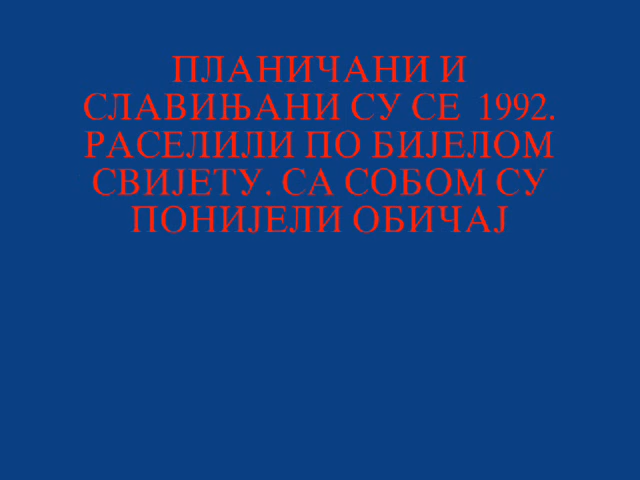 ПЛАНИЧАНИ И
СЛАВИЊАНИ СУ СЕ  1992.
РАСЕЛИЛИ ПО БИЈЕЛОМ
СВИЈЕТУ. СА СОБОМ СУ
ПОНИЈЕЛИ ОБИЧАЈ